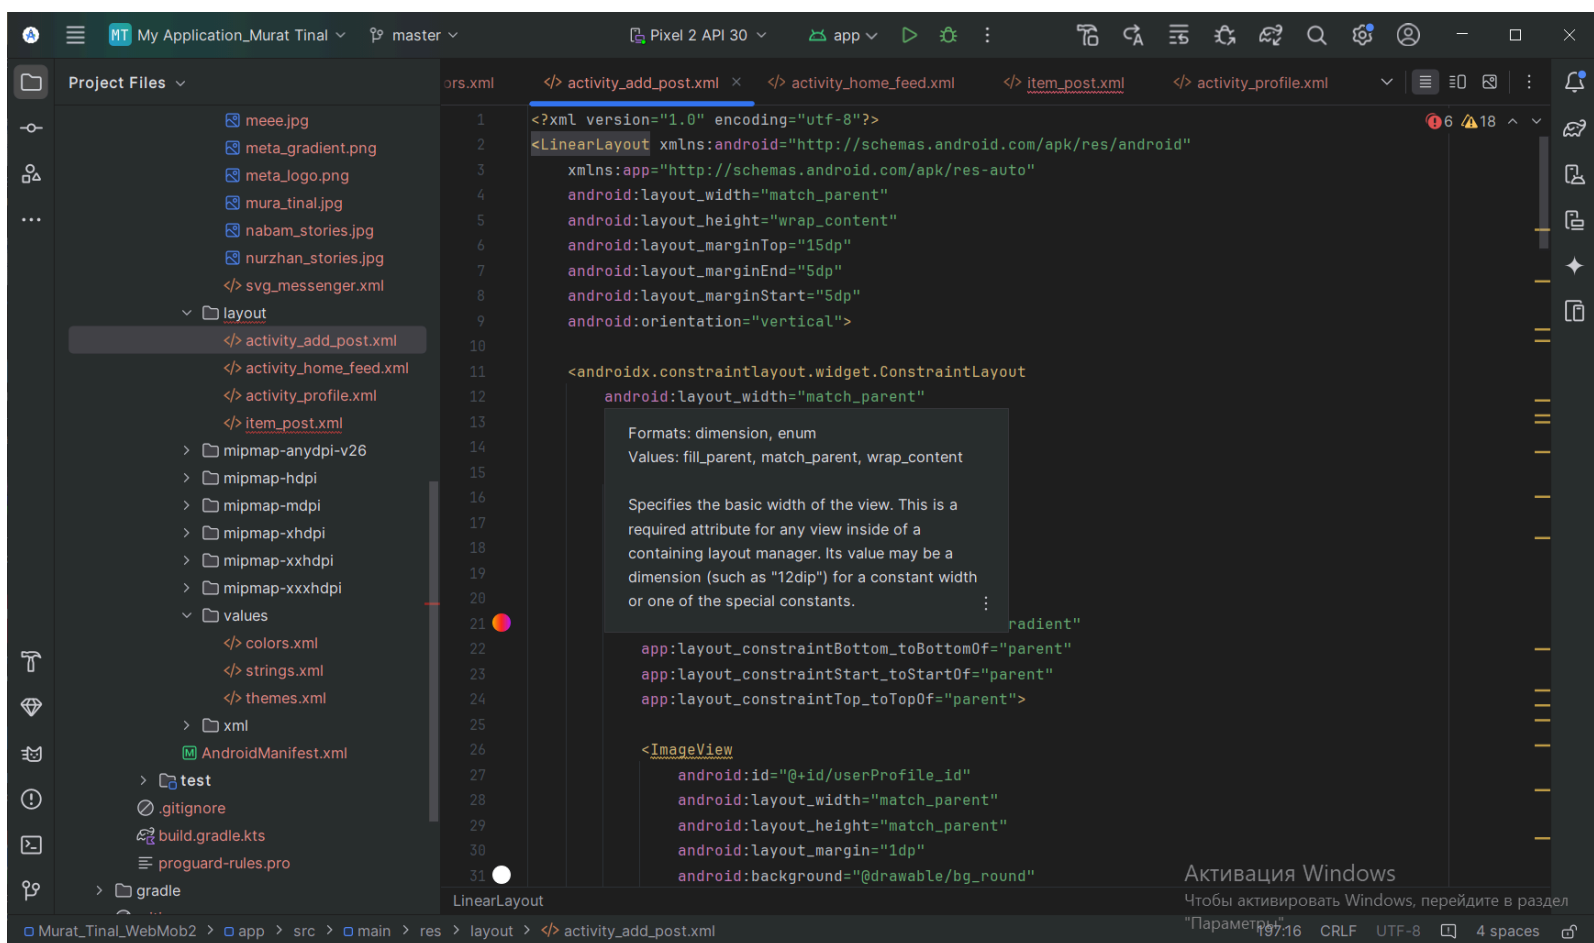 MT My Application_Murat Tinal master Pixel 2 API 30 app
Project Files ors.xml activity_add_post.xml activity_home_feed.xml item_post.xml activity_profile.xml
meee.jpg
meta_gradient.png
meta_logo.png
mura_tinal.jpg
nabam_stories.jpg
nurzhan_stories.jpg
svg_messenger.xml
layout
activity_add_post.xml
activity_home_feed.xml
activity_profile.xml
item_post.xml
mipmap-anydpi-v26
mipmap-hdpi
mipmap-mdpi
mipmap-xhdpi
mipmap-xxhdpi
mipmap-xxxhdpi
values
colors.xml
strings.xml
themes.xml
xml
AndroidManifest.xml
test
.gitignore
build.gradle.kts
proguard-rules.pro
gradle
6 18
1 <?xml version="1.0" encoding="utf-8"?>
2 <LinearLayout xmlns:android="http://schemas.android.com/apk/res/android"
3 xmlns:app="http://schemas.android.com/apk/res-auto"
4 android:layout_width="match_parent"
5 android:layout_height="wrap_content"
6 android:layout_marginTop="15dp"
7 android:layout_marginEnd="5dp"
8 android:layout_marginStart="5dp"
9 android:orientation="vertical">
10
11 <androidx.constraintlayout.widget.ConstraintLayout
12 android:layout_width="match_parent"
13
14
15
16
17
18
19
20
Formats: dimension, enum
Values: fill_parent, match_parent, wrap_content
Specifies the basic width of the view. This is a
required attribute for any view inside of a
containing layout manager. Its value may be a
dimension (such as "12dip") for a constant width
or one of the special constants.
21 radient"
22 app:layout_constraintBottom_toBottomOf="parent"
23 app:layout_constraintStart_toStartOf="parent"
24 app:layout_constraintTop_toTopOf="parent">
25
26 <ImageView
27 android:id="@+id/userProfile_id"
28 android:layout_width="match_parent"
29 android:layout_height="match_parent"
30 android:layout_margin="1dp"
31 android:background="@drawable/bg_round"
LinearLayout
Активация Windows
Чтобы активировать Windows, перейдите в раздел
"Параметры".
Murat_Tinal_WebMob2 > app > src > main > res > layout > activity_add_post.xml 197:16 CRLF UTF-8 4 spaces